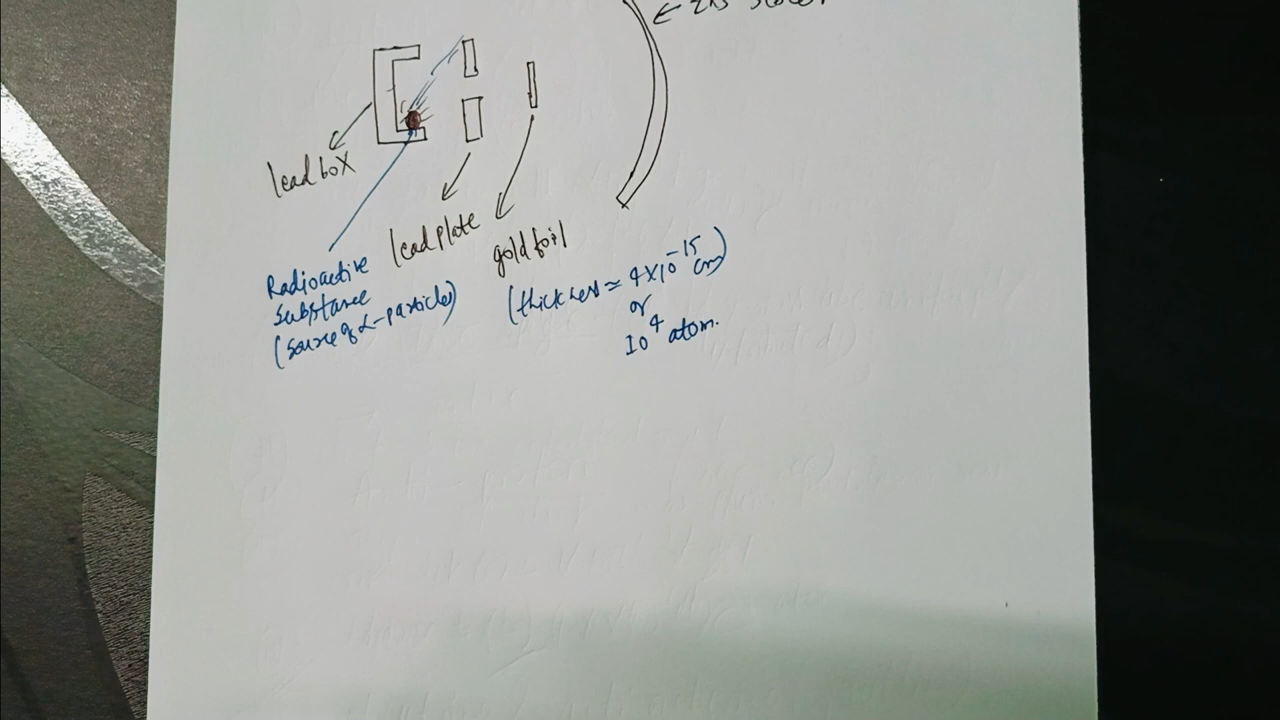 ← ZnS
lead box
lead plate
gold foil
Radioactive
Substance
(Source of α-particle)
(thickness ≃ 4×10⁻¹⁵ cm)
or
10⁴ atom.